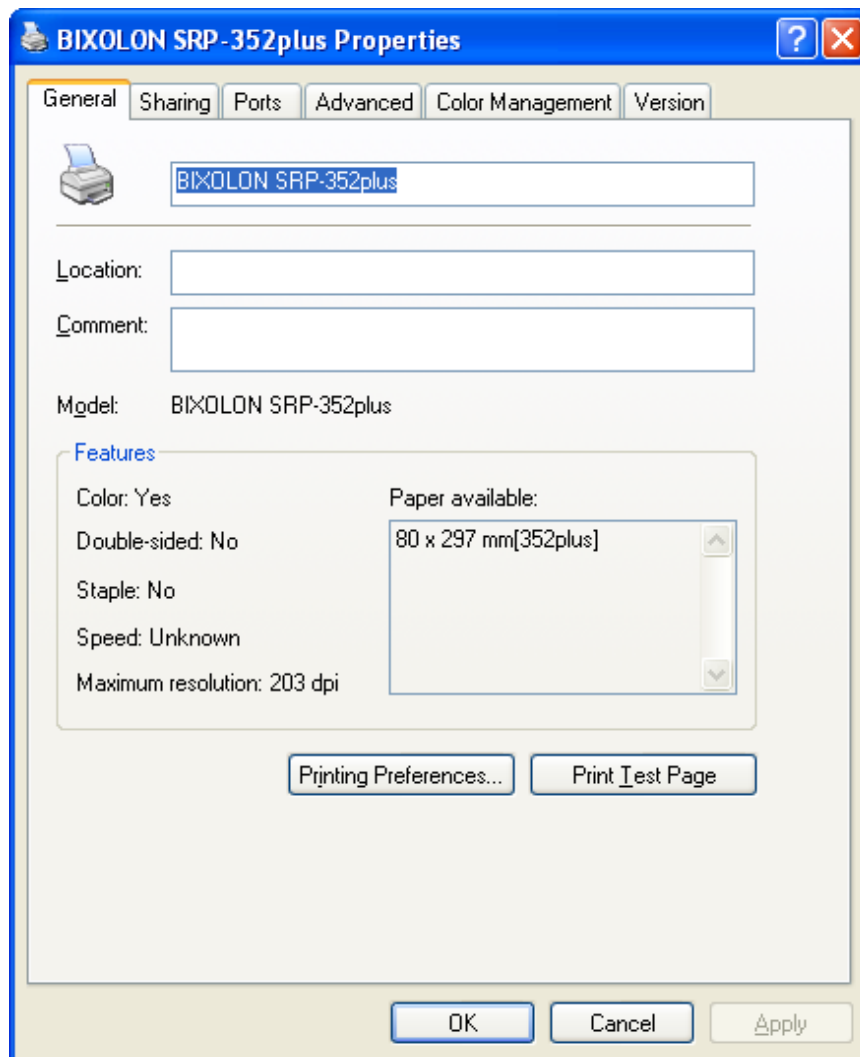 BIXOLON SRP-352plus Properties
General Sharing Ports Advanced Color Management Version
BIXOLON SRP-352plus
Location:
Comment:
Model: BIXOLON SRP-352plus
Features
Color: Yes
Paper available:
Double-sided: No
80 x 297 mm[352plus]
Staple: No
Speed: Unknown
Maximum resolution: 203 dpi
Printing Preferences... Print Test Page
OK Cancel Apply